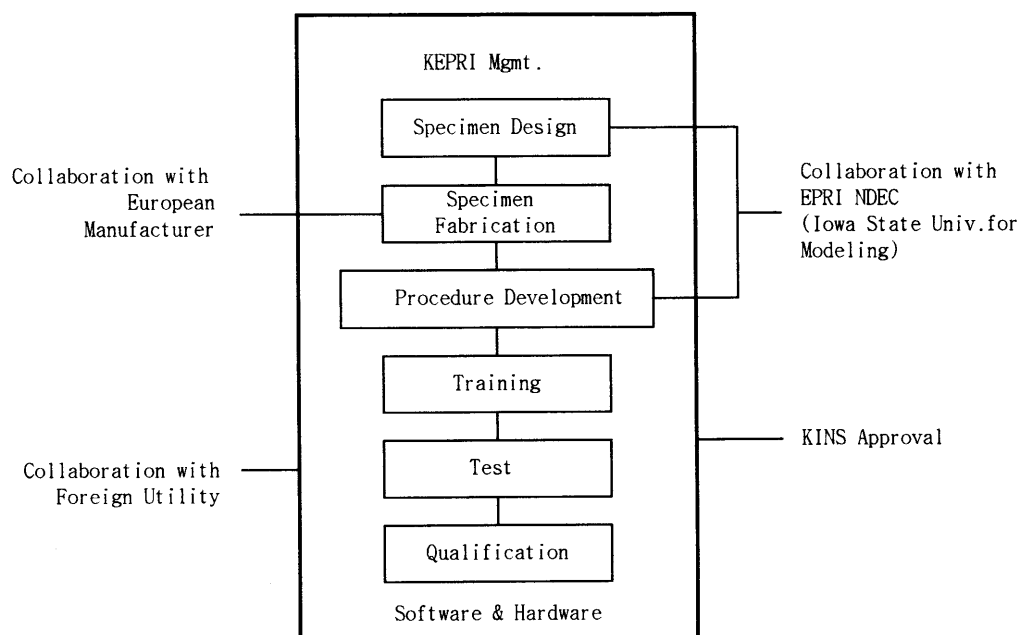 KEPRI Mgmt.
Specimen Design
Collaboration with
European
Manufacturer
Specimen
Fabrication
Collaboration with
EPRI NDEC
(Iowa State Univ.for
Modeling)
Procedure Development
Training
KINS Approval
Collaboration with
Foreign Utility
Test
Qualification
Software & Hardware